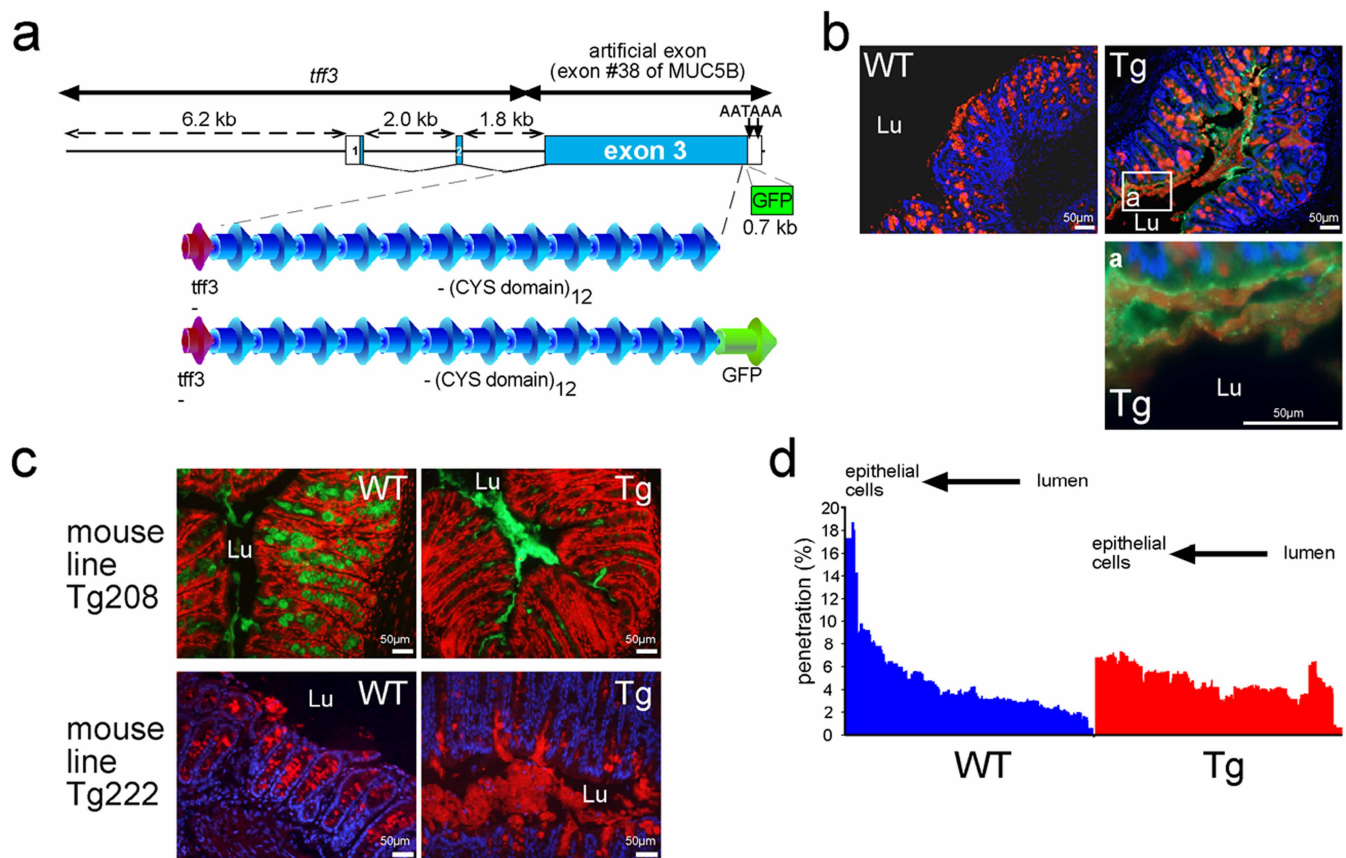 a
artificial exon
(exon #38 of MUC5B)
tff3
AATAAA
6.2 kb
2.0 kb
1.8 kb
1
2
exon 3
GFP
0.7 kb
tff3
-
- (CYS domain)12
tff3
-
- (CYS domain)12
GFP
b
WT
Lu
50µm
Tg
a
Lu
50µm
a
Lu
Tg
50µm
c
mouse
line
Tg208
WT
Lu
50µm
Lu
Tg
50µm
mouse
line
Tg222
WT
Lu
50µm
Tg
Lu
50µm
d
epithelial
cells
lumen
epithelial
cells
lumen
penetration (%)
20
18
16
14
12
10
8
6
4
2
0
WT
Tg